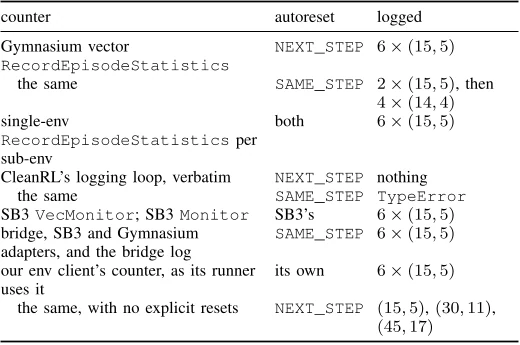 counter autoreset logged
Gymnasium vector NEXT_STEP 6 × (15, 5)
RecordEpisodeStatistics
the same SAME_STEP 2 × (15, 5), then
4 × (14, 4)
single-env both 6 × (15, 5)
RecordEpisodeStatistics per
sub-env
CleanRL's logging loop, verbatim NEXT_STEP nothing
the same SAME_STEP TypeError
SB3 VecMonitor; SB3 Monitor SB3's 6 × (15, 5)
bridge, SB3 and Gymnasium SAME_STEP 6 × (15, 5)
adapters, and the bridge log
our env client's counter, as its runner its own 6 × (15, 5)
uses it
the same, with no explicit resets NEXT_STEP (15, 5), (30, 11),
(45, 17)